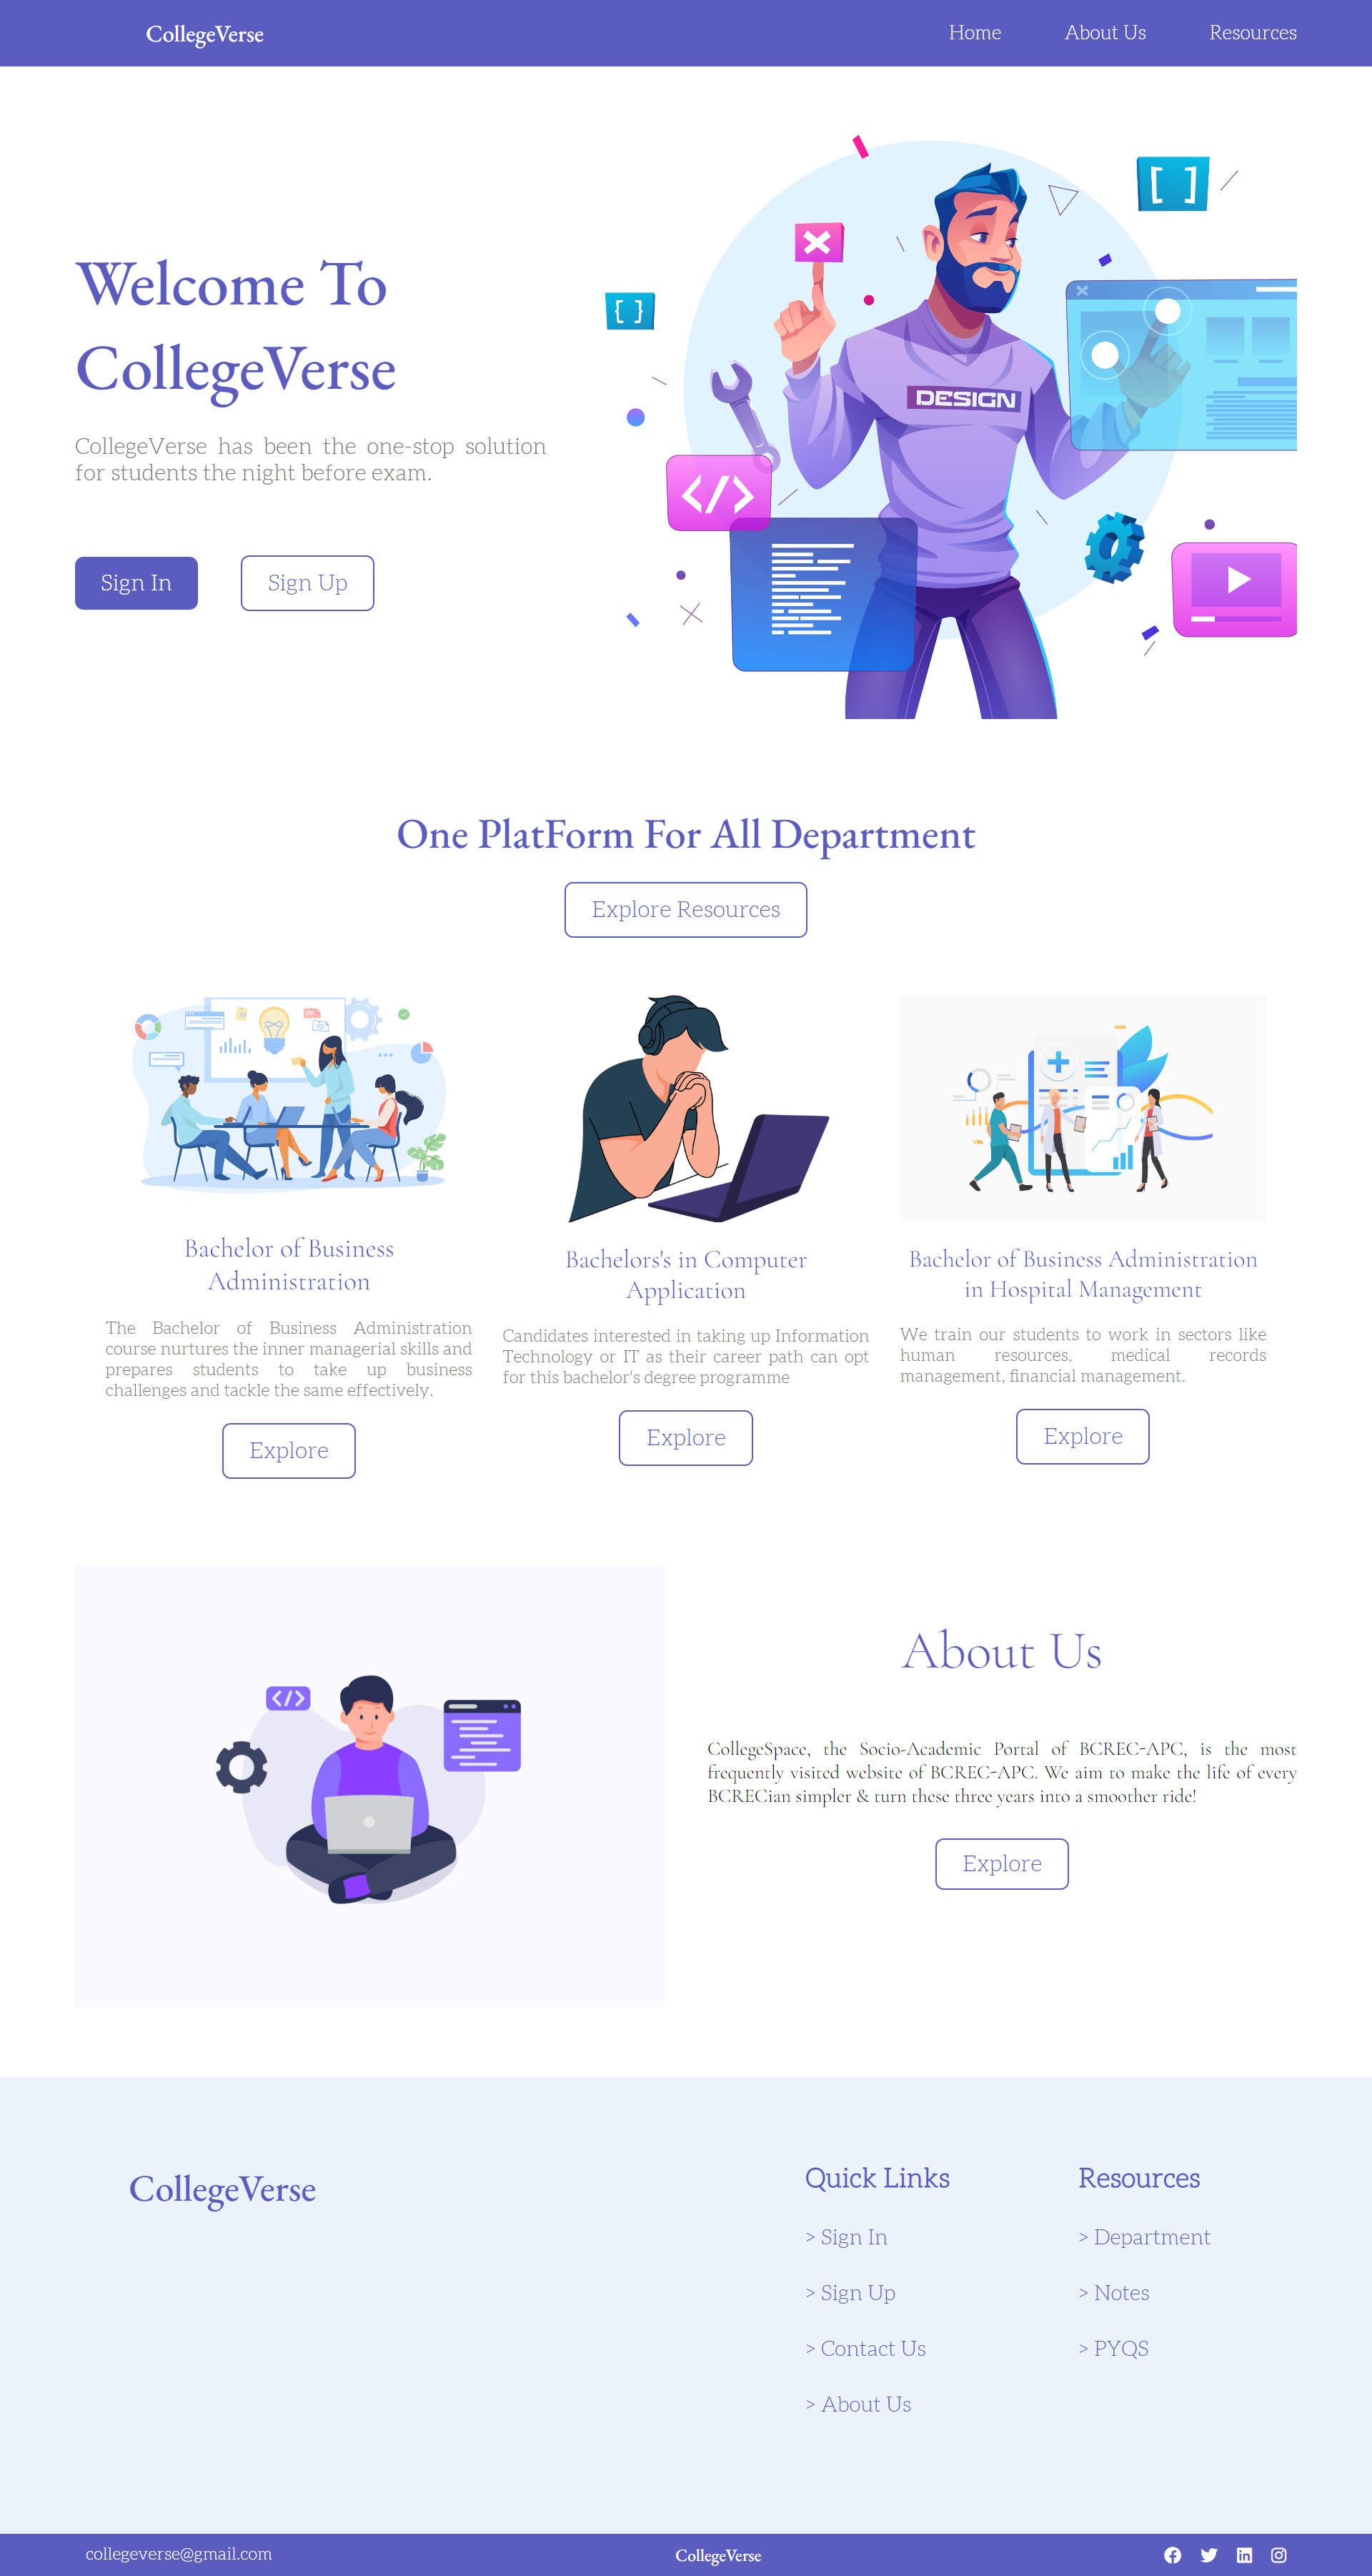 CollegeVerse
Home
About Us
Resources
Welcome To
CollegeVerse
CollegeVerse has been the one-stop solution
for students the night before exam.
Sign In
Sign Up
[ ]
{ }
DESIGN
</>
One PlatForm For All Department
Explore Resources
Bachelor of Business
Administration
The Bachelor of Business Administration
course nurtures the inner managerial skills and
prepares students to take up business
challenges and tackle the same effectively.
Explore
Bachelors's in Computer
Application
Candidates interested in taking up Information
Technology or IT as their career path can opt
for this bachelor's degree programme
Explore
Bachelor of Business Administration
in Hospital Management
We train our students to work in sectors like
human resources, medical records
management, financial management.
Explore
</>
About Us
CollegeSpace, the Socio-Academic Portal of BCREC-APC, is the most
frequently visited website of BCREC-APC. We aim to make the life of every
BCRECian simpler & turn these three years into a smoother ride!
Explore
CollegeVerse
Quick Links
> Sign In
> Sign Up
> Contact Us
> About Us
Resources
> Department
> Notes
> PYQS
collegeverse@gmail.com
CollegeVerse